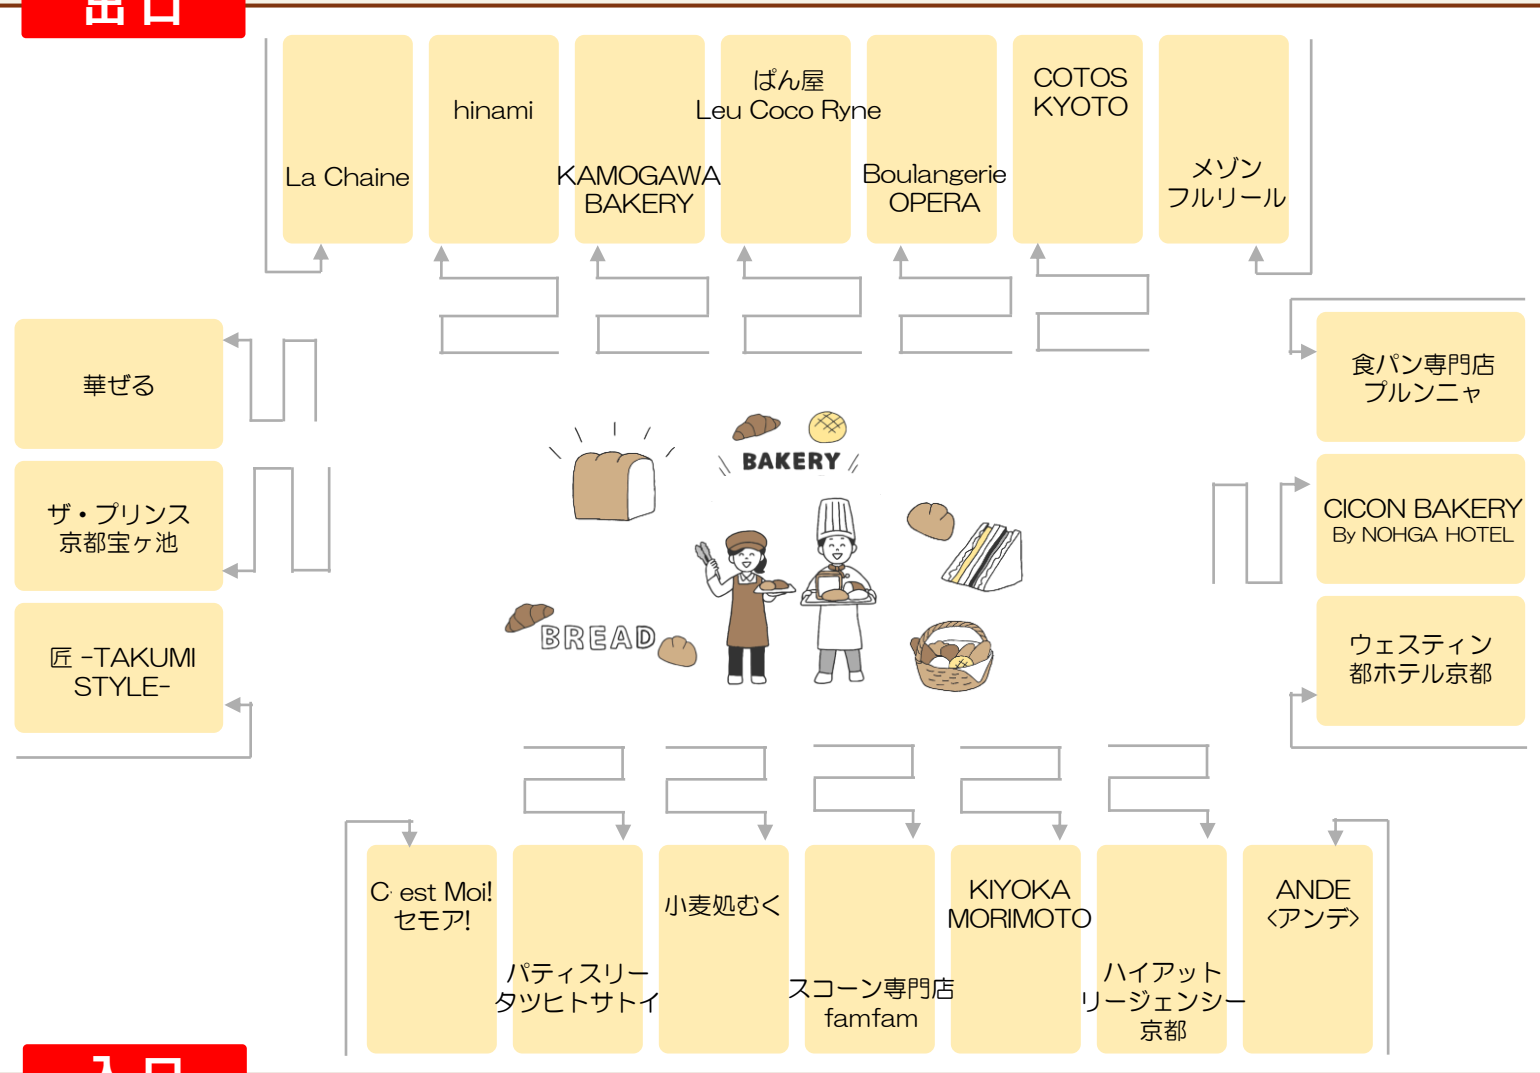 出口
La Chaine
hinami
KAMOGAWA
BAKERY
ぱん屋
Leu Coco Ryne
Boulangerie
OPERA
COTOS
KYOTO
メゾン
フルリール
華ぜる
ザ・プリンス
京都宝ヶ池
匠 -TAKUMI
STYLE-
食パン専門店
プルンニャ
CICON BAKERY
By NOHGA HOTEL
ウェスティン
都ホテル京都
BAKERY
BREAD
C' est Moi!
セモア!
パティスリー
タツヒトサトイ
小麦処むく
スコーン専門店
famfam
KIYOKA
MORIMOTO
ハイアット
リージェンシー
京都
ANDE
〈アンデ〉
入口